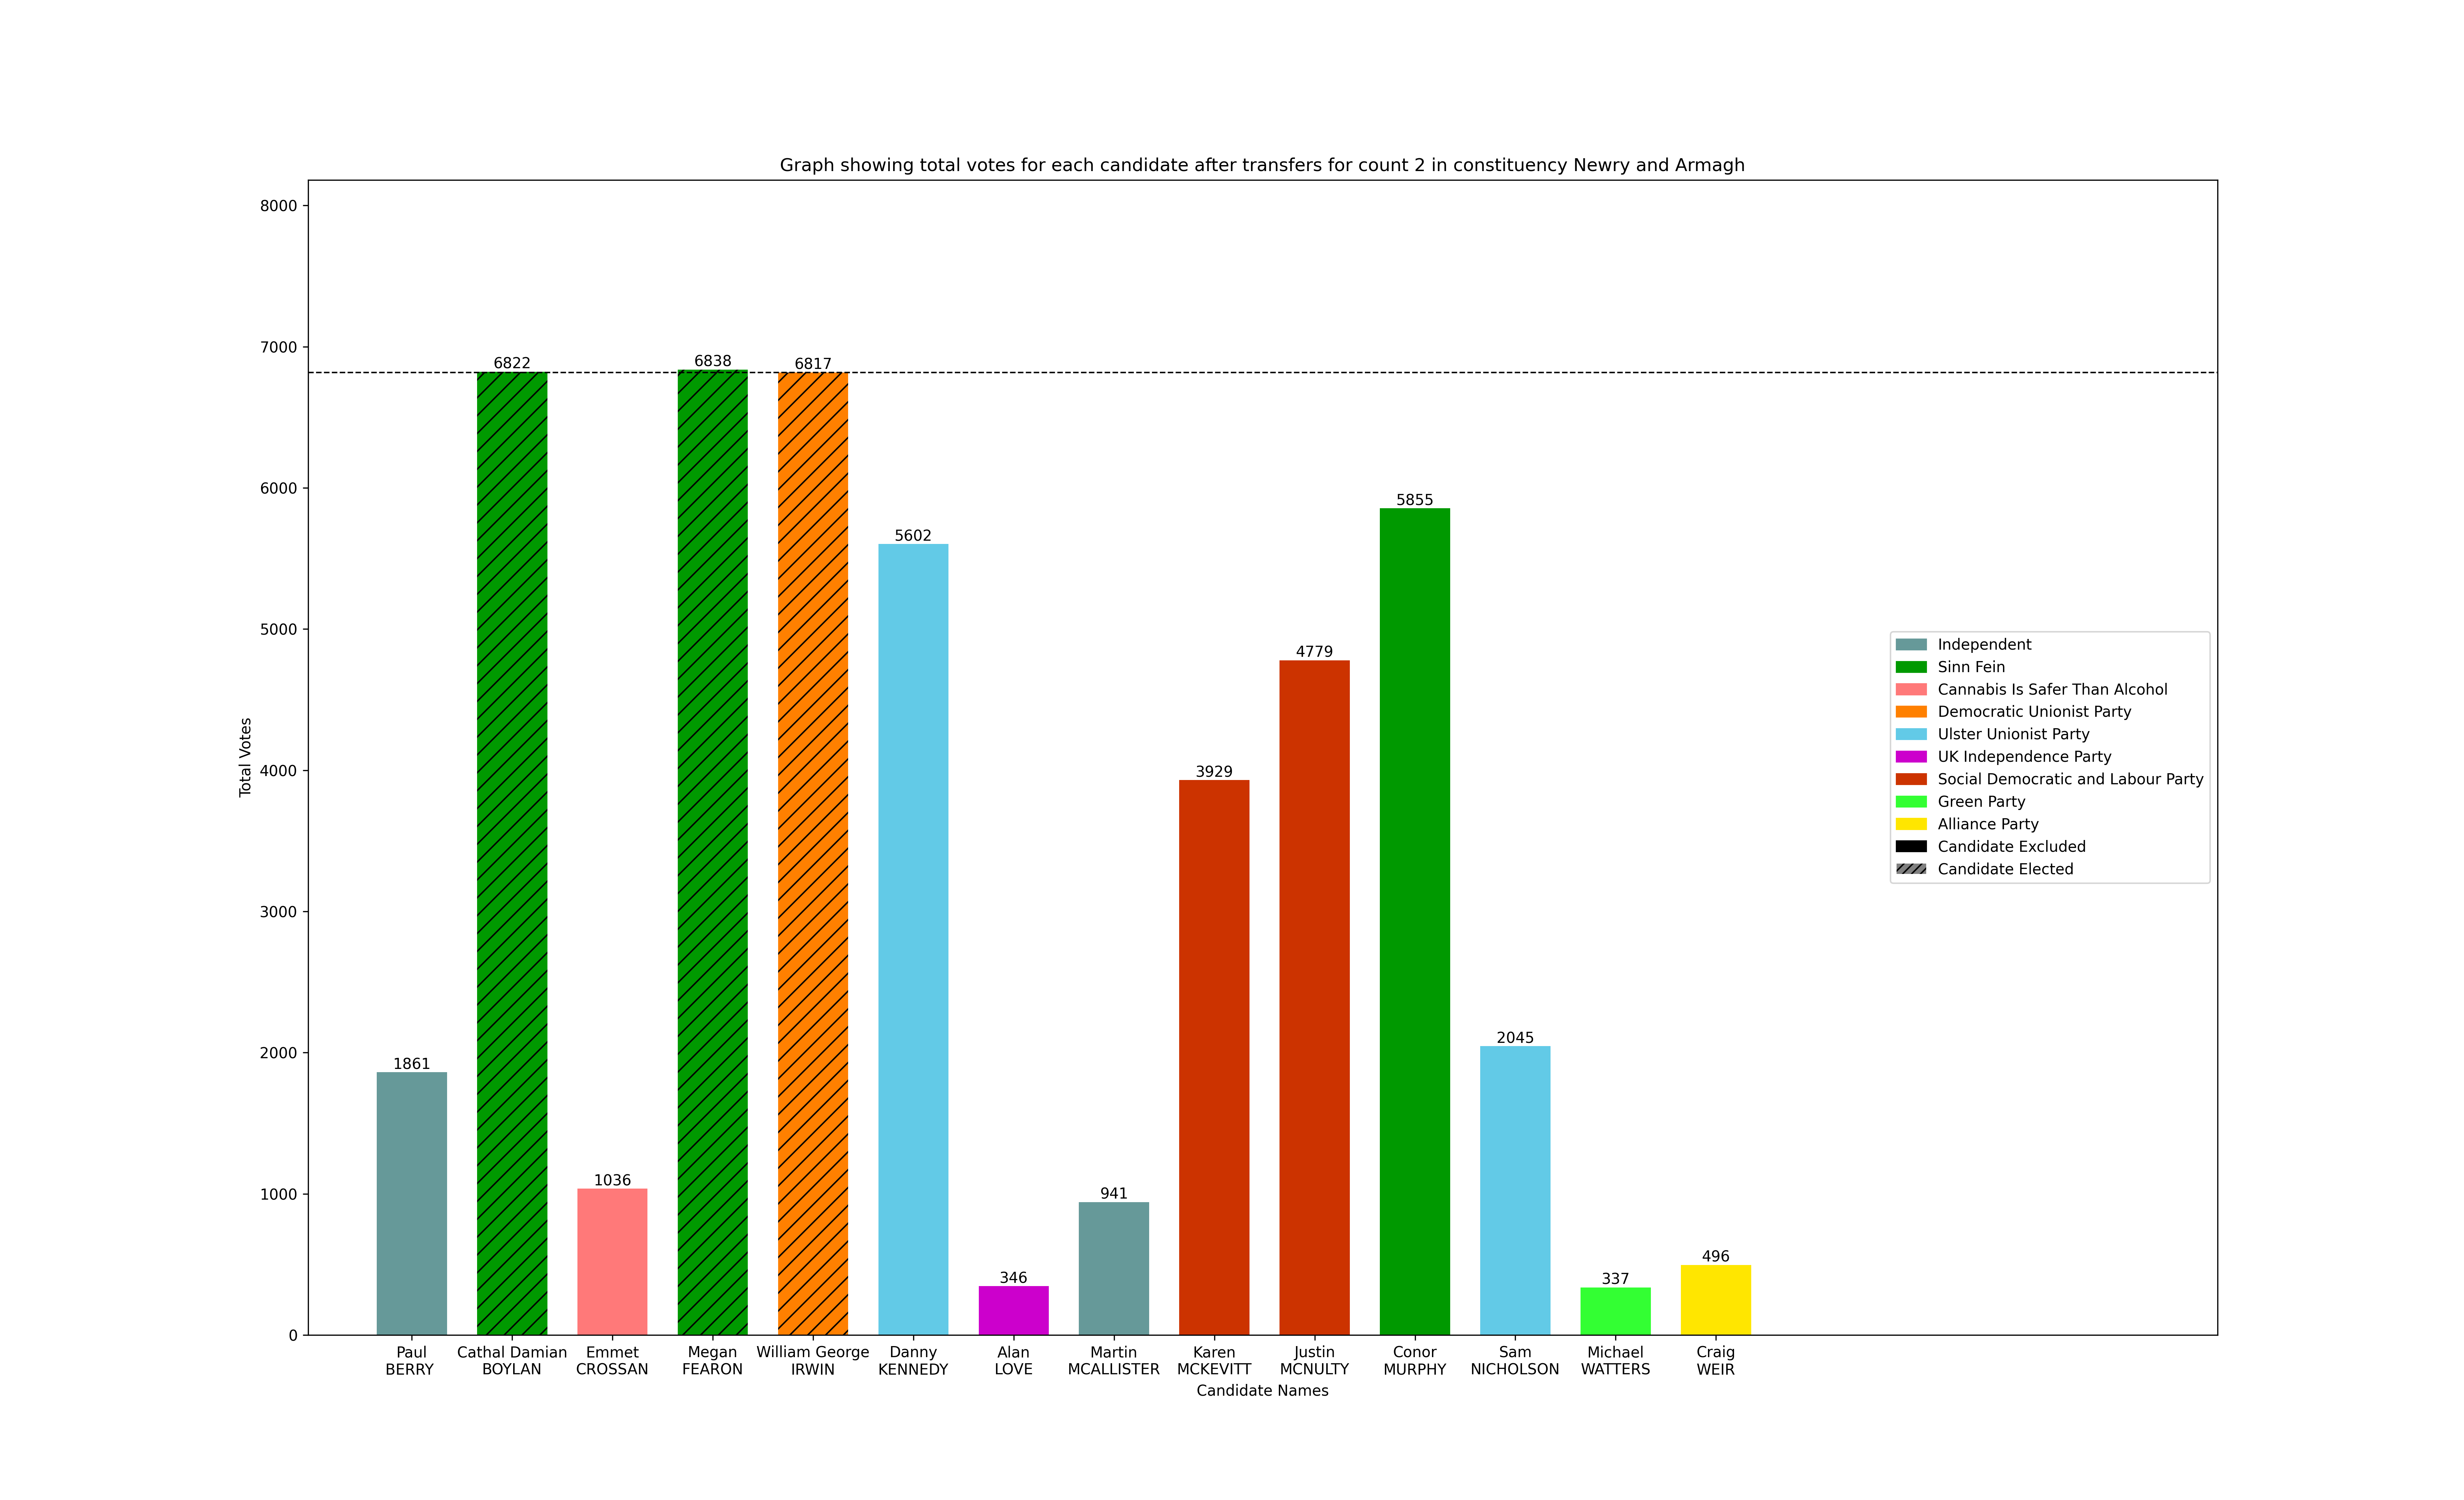 Graph showing total votes for each candidate after transfers for count 2 in constituency Newry and Armagh
8000
7000
6000
5000
4000
3000
2000
1000
0
Total Votes
1861
6822
1036
6838
6817
5602
346
941
3929
4779
5855
2045
337
496
Independent
Sinn Fein
Cannabis Is Safer Than Alcohol
Democratic Unionist Party
Ulster Unionist Party
UK Independence Party
Social Democratic and Labour Party
Green Party
Alliance Party
Candidate Excluded
Candidate Elected
Paul
BERRY
Cathal Damian
BOYLAN
Emmet
CROSSAN
Megan
FEARON
William George
IRWIN
Danny
KENNEDY
Alan
LOVE
Martin
MCALLISTER
Karen
MCKEVITT
Justin
MCNULTY
Conor
MURPHY
Sam
NICHOLSON
Michael
WATTERS
Craig
WEIR
Candidate Names